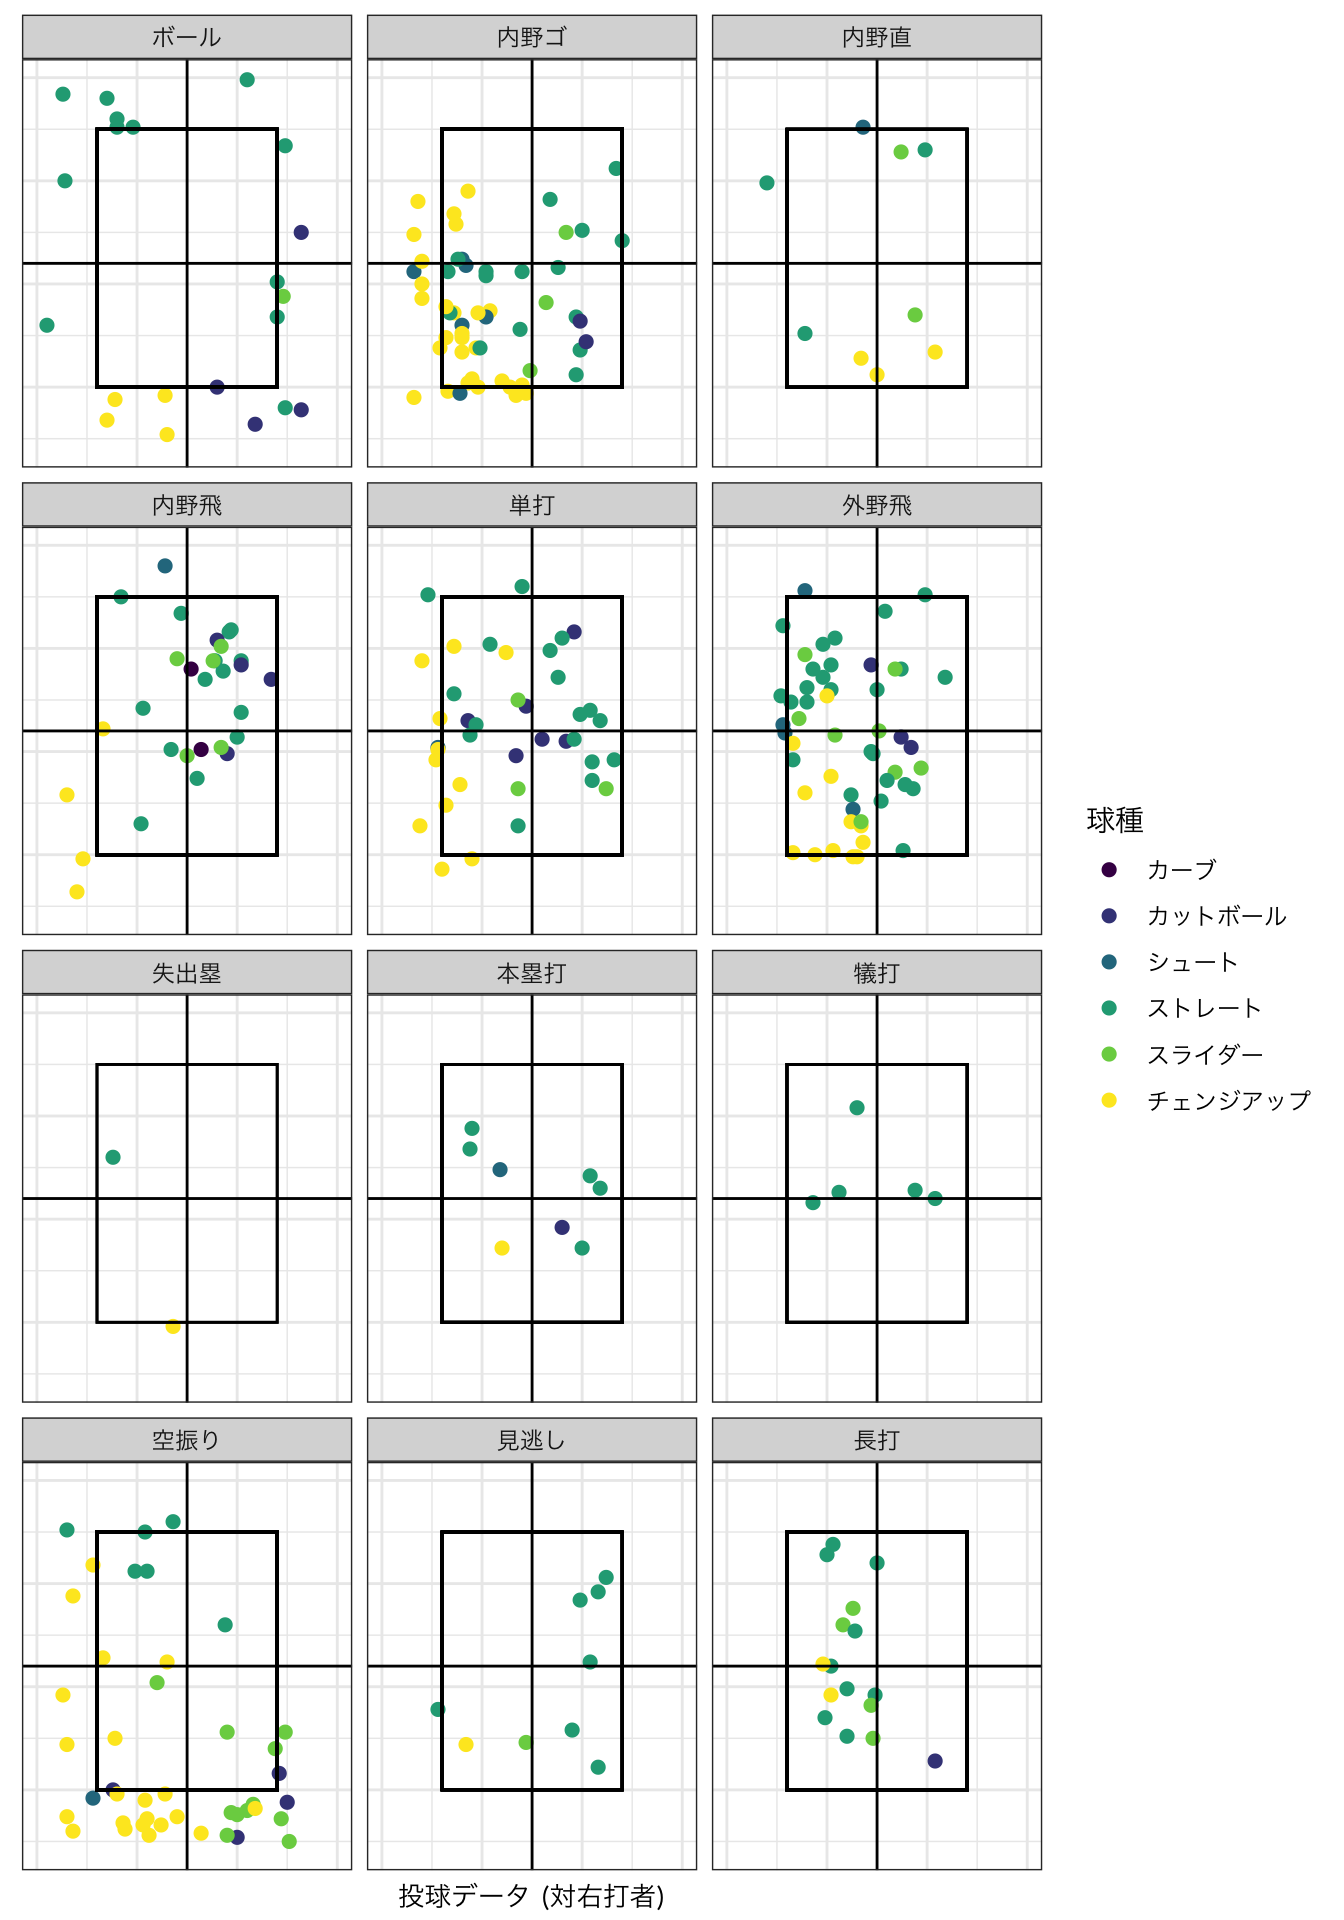 ボール
内野ゴ
内野直
内野飛
単打
外野飛
失出塁
本塁打
犠打
空振り
見逃し
長打
投球データ (対右打者)
球種
カーブ
カットボール
シュート
ストレート
スライダー
チェンジアップ